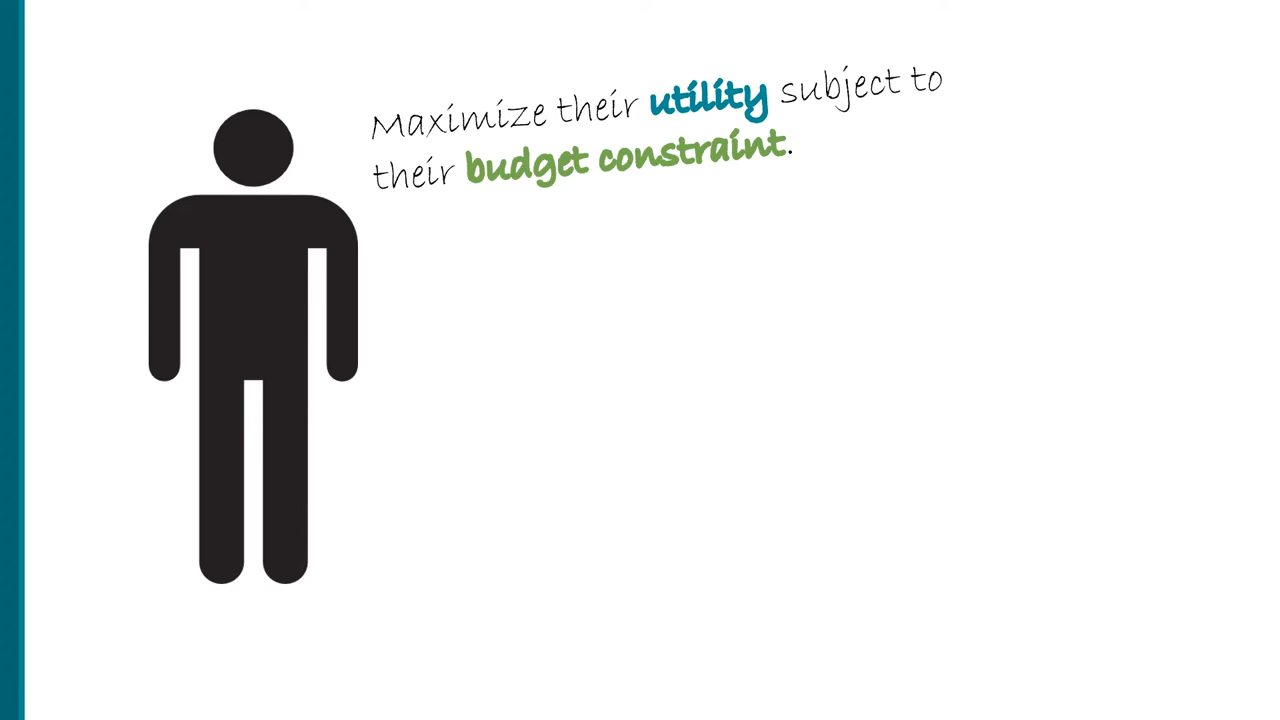 Maximize their utility subject to
their budget constraint.